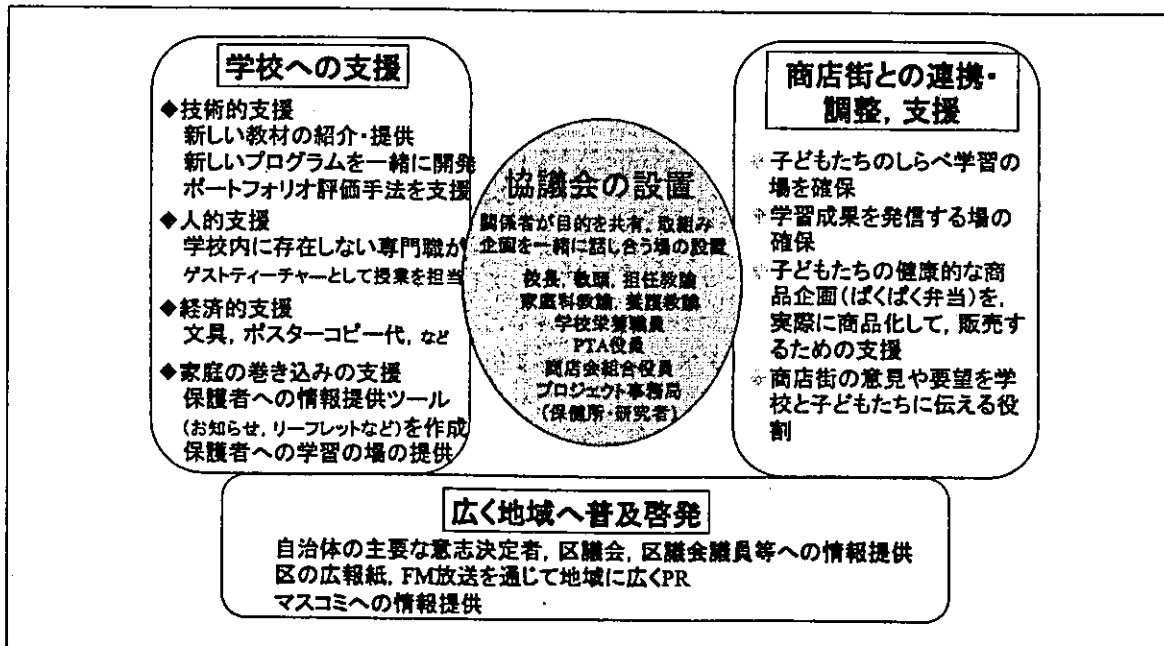 学校への支援
◆技術的支援
新しい教材の紹介・提供
新しいプログラムを一緒に開発
ポートフォリオ評価手法を支援
◆人的支援
学校内に存在しない専門職が
ゲストティーチャーとして授業を担当
◆経済的支援
文具, ポスターコピー代, など
◆家庭の巻き込みの支援
保護者への情報提供ツール
(お知らせ, リーフレットなど)を作成
保護者への学習の場の提供
協議会の設置
関係者が目的を共有, 取組み
企画を一緒に話し合う場の設置
校長, 教頭, 担任教諭
家庭科教諭, 養護教諭
学校栄養職員
PTA役員
商店会組合役員
プロジェクト事務局
(保健所・研究者)
商店街との連携・
調整, 支援
子どもたちのしらべ学習の
場を確保
学習成果を発信する場の
確保
子どもたちの健康的な商
品企画(ぱくぱく弁当)を,
実際に商品化して, 販売す
るための支援
商店街の意見や要望を学
校と子どもたちに伝える役
割
広く地域へ普及啓発
自治体の主要な意志決定者, 区議会, 区議会議員等への情報提供
区の広報紙, FM放送を通じて地域に広くPR
マスコミへの情報提供